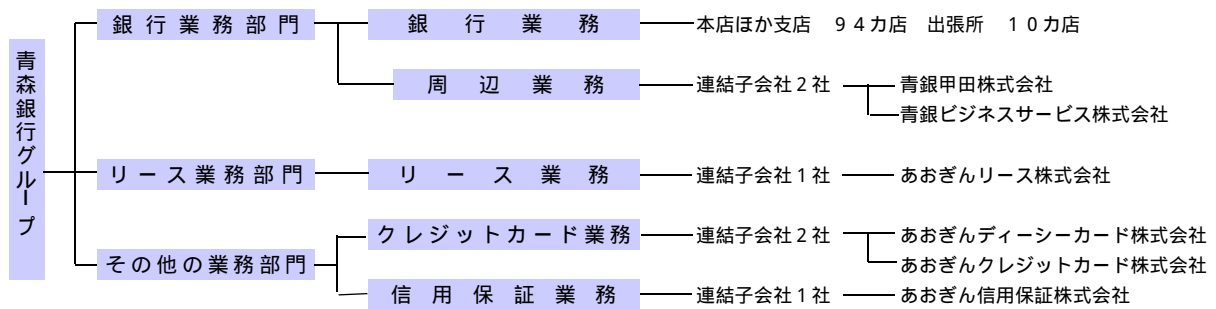 青森銀行グループ
銀行業務部門 銀行業務 本店ほか支店 94カ店 出張所 10カ店
周辺業務 連結子会社2社 青銀甲田株式会社
青銀ビジネスサービス株式会社
リース業務部門 リース業務 連結子会社1社 あおぎんリース株式会社
クレジットカード業務 連結子会社2社 あおぎんディーシーカード株式会社
その他の業務部門 あおぎんクレジットカード株式会社
信用保証業務 連結子会社1社 あおぎん信用保証株式会社